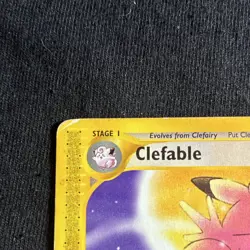 STAGE 1
Evolves from Clefairy Put Cle
Clefable